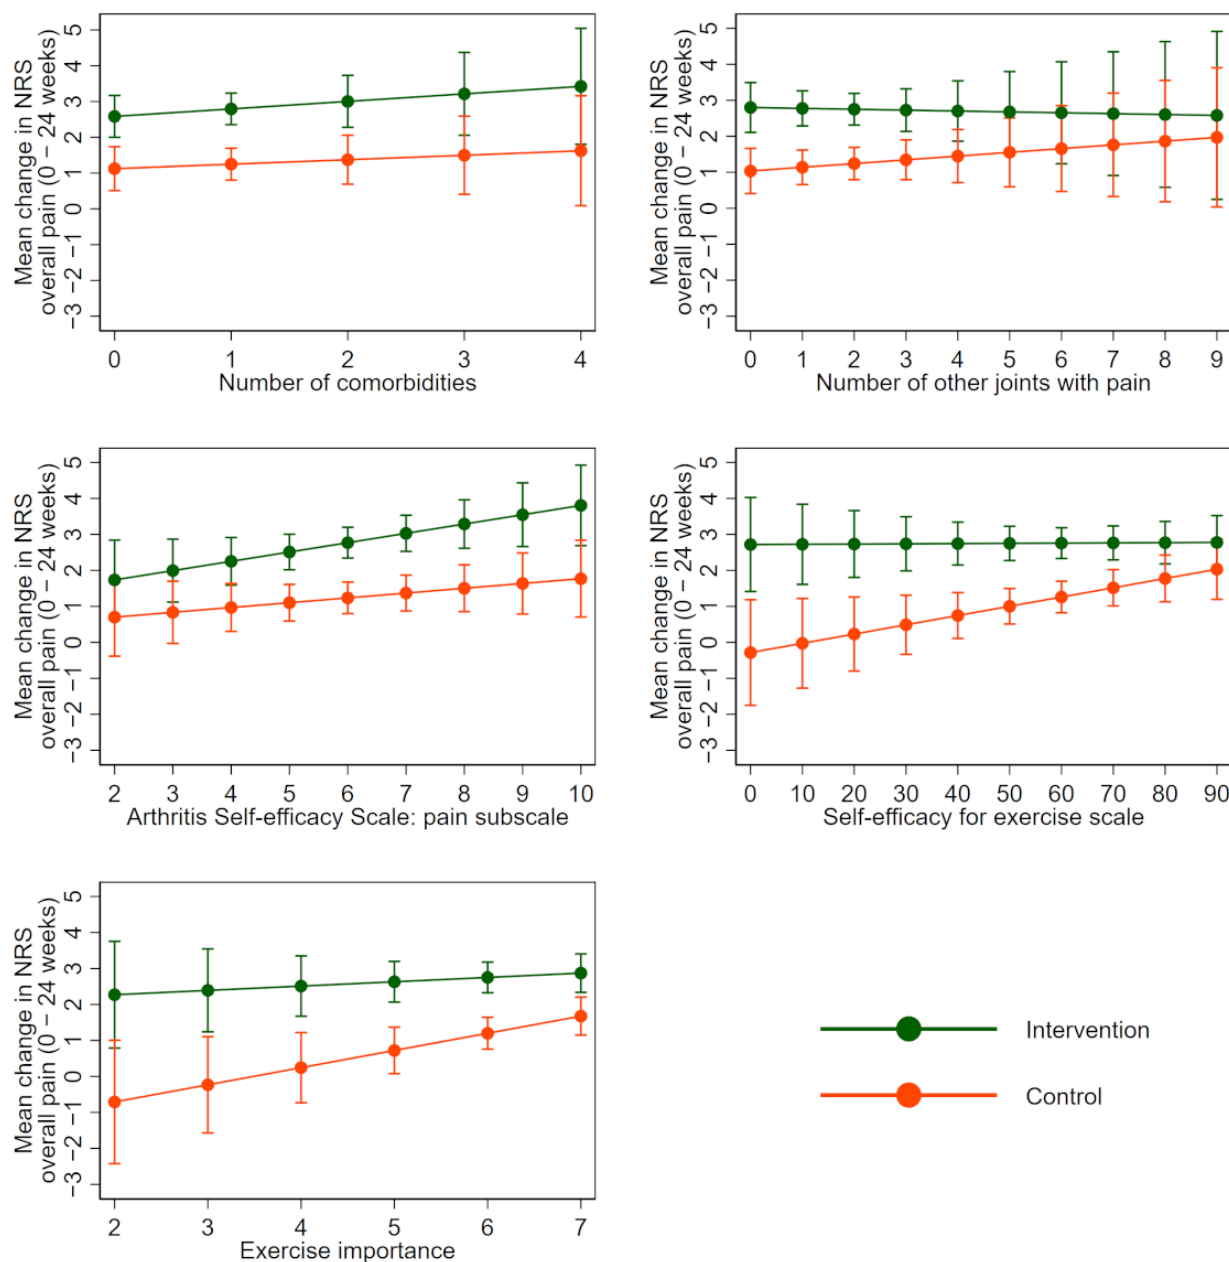 Mean change in NRS
overall pain (0 – 24 weeks)
5
4
3
2
1
0
−1
−2
−3
0 1 2 3 4
Number of comorbidities
Mean change in NRS
overall pain (0 – 24 weeks)
5
4
3
2
1
0
−1
−2
−3
0 1 2 3 4 5 6 7 8 9
Number of other joints with pain
Mean change in NRS
overall pain (0 – 24 weeks)
5
4
3
2
1
0
−1
−2
−3
2 3 4 5 6 7 8 9 10
Arthritis Self-efficacy Scale: pain subscale
Mean change in NRS
overall pain (0 – 24 weeks)
5
4
3
2
1
0
−1
−2
−3
0 10 20 30 40 50 60 70 80 90
Self-efficacy for exercise scale
Mean change in NRS
overall pain (0 – 24 weeks)
5
4
3
2
1
0
−1
−2
−3
2 3 4 5 6 7
Exercise importance
Intervention
Control